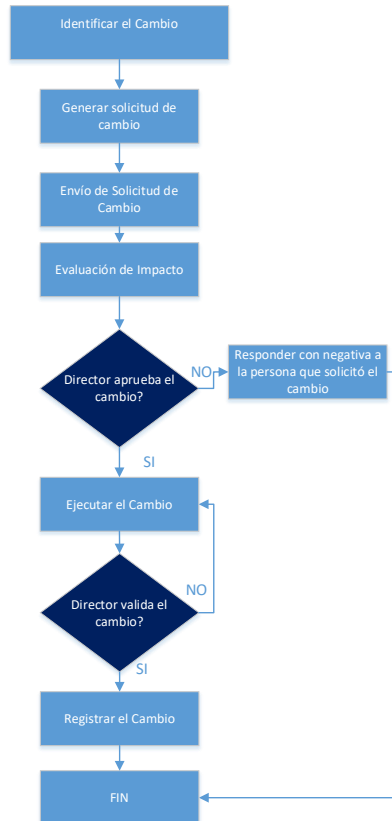 Identificar el Cambio
Generar solicitud de
cambio
Envío de Solicitud de
Cambio
Evaluación de Impacto
Director aprueba el
cambio?
NO
Responder con negativa a
la persona que solicitó el
cambio
SI
Ejecutar el Cambio
Director valida el
cambio?
NO
SI
Registrar el Cambio
FIN